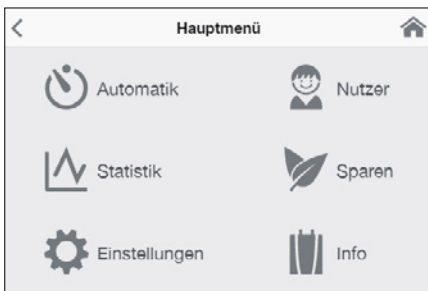 Hauptmenü
Automatik
Nutzer
Statistik
Sparen
Einstellungen
Info